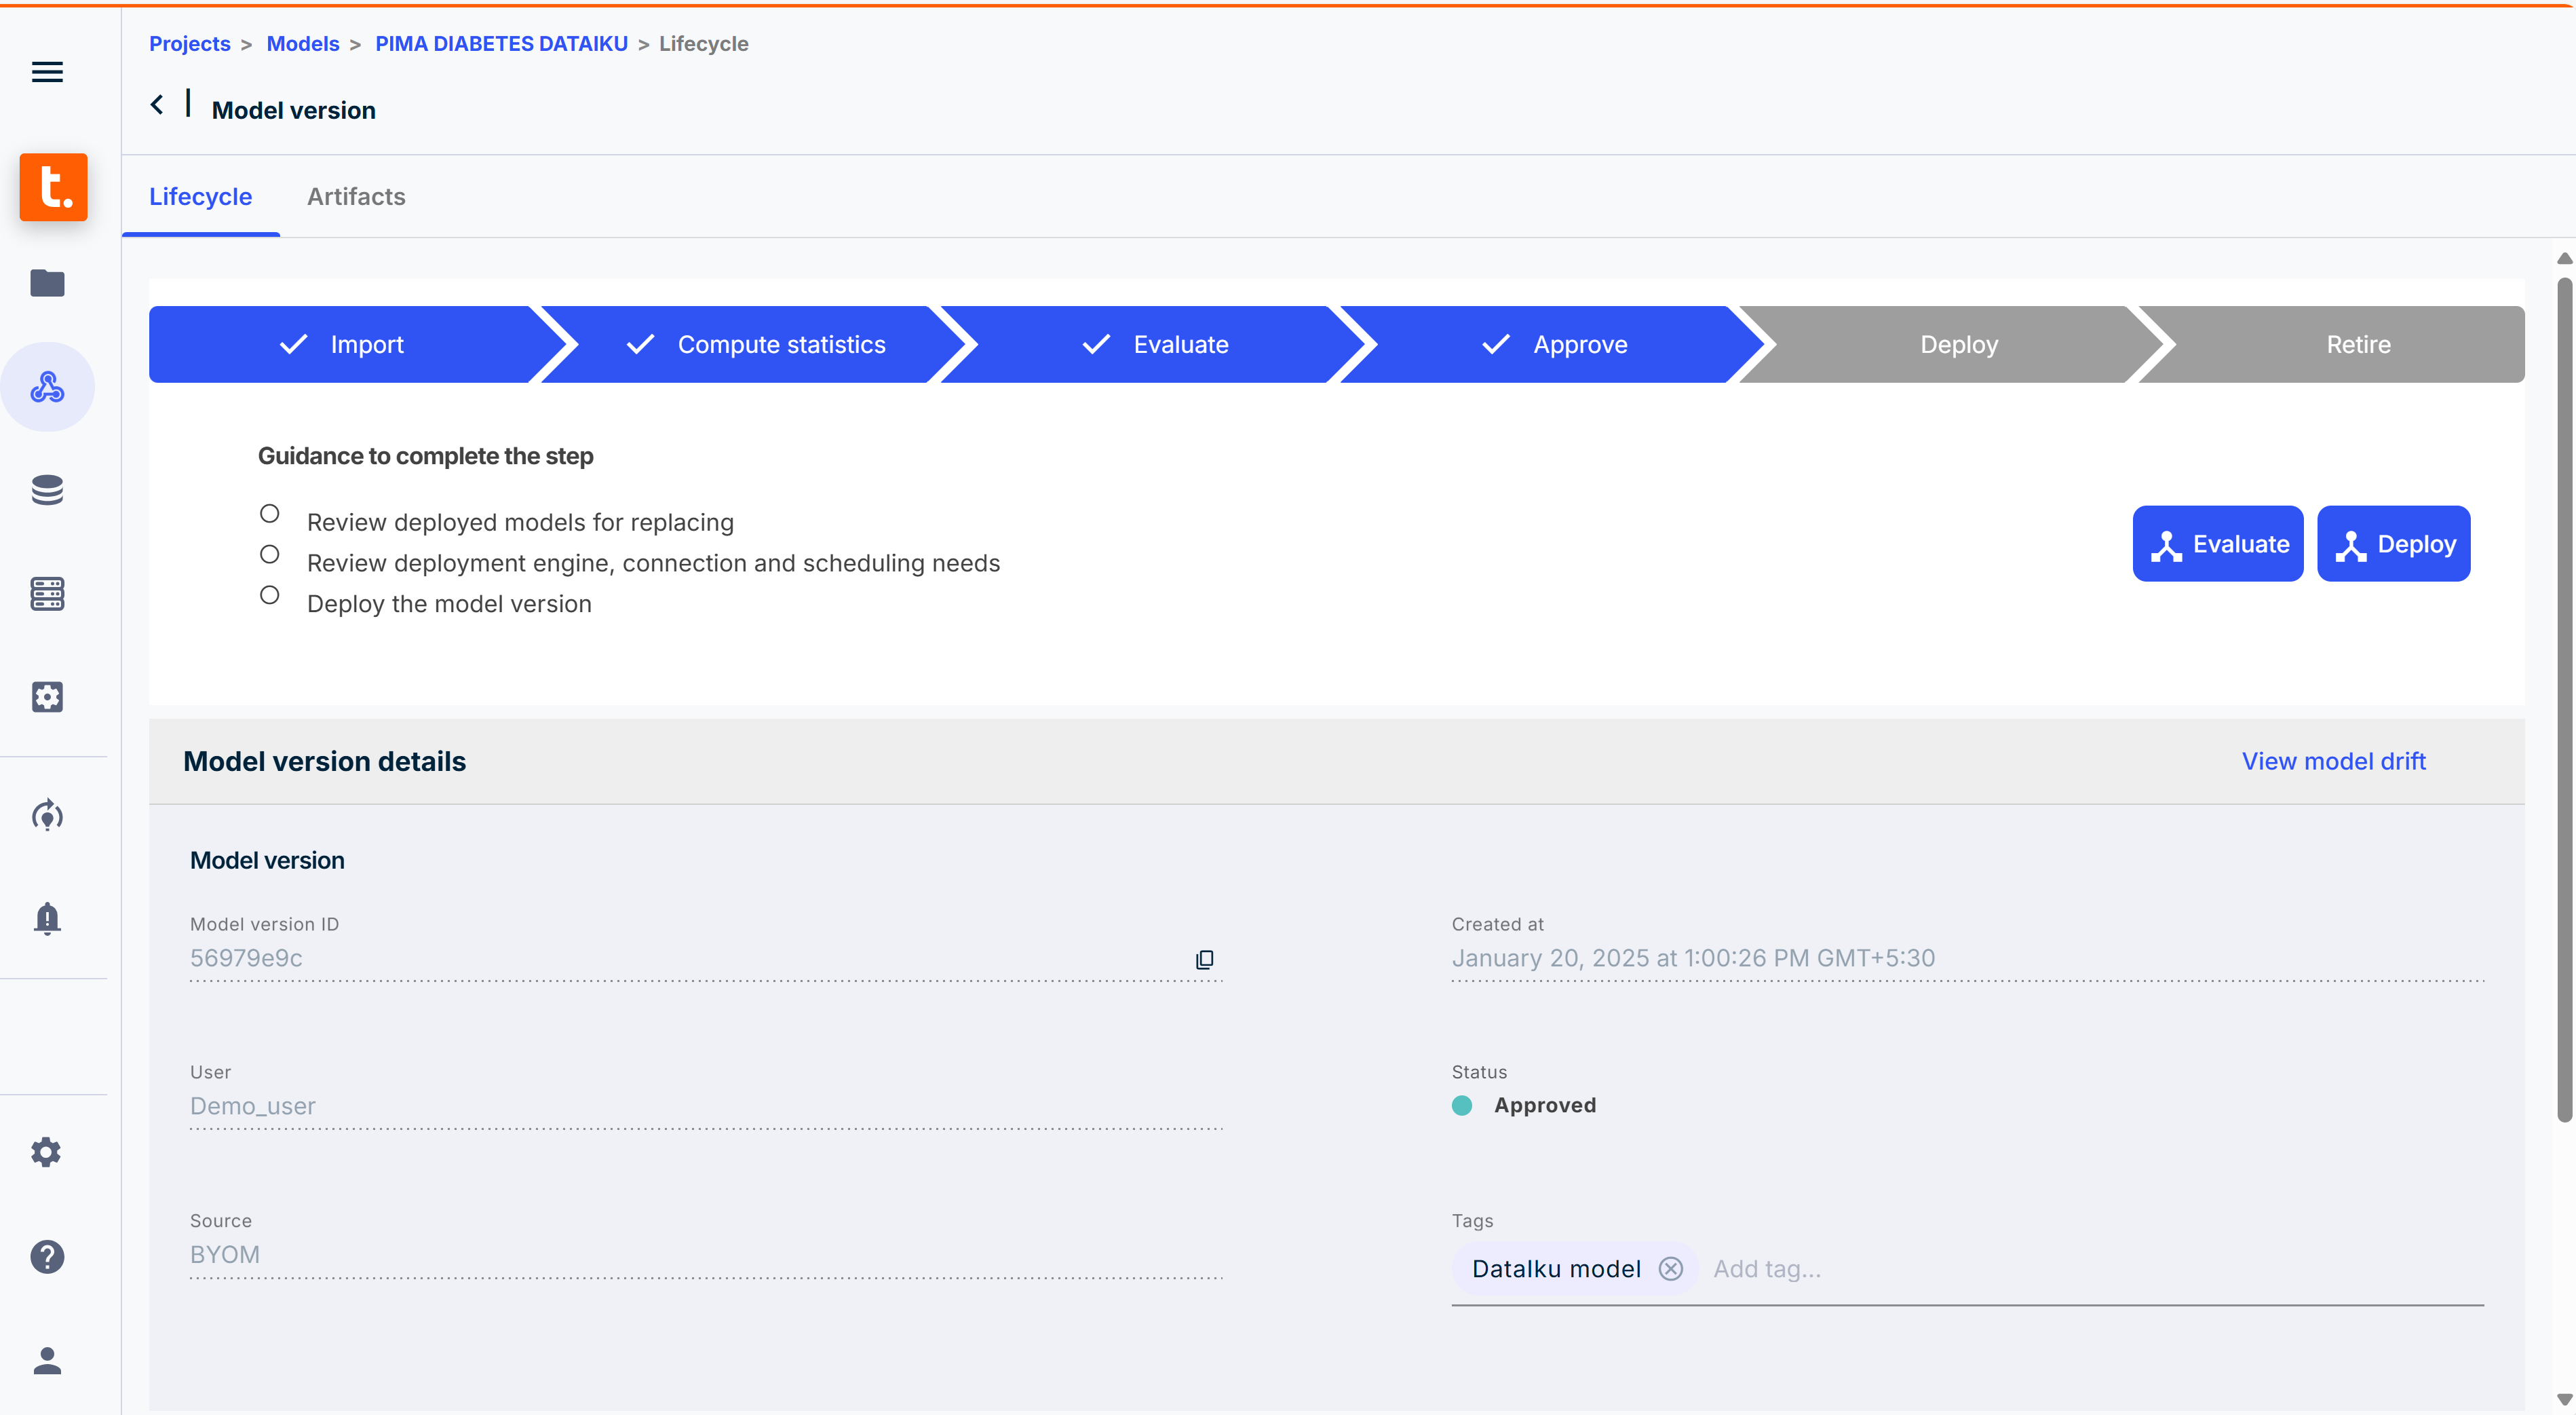 Projects > Models > PIMA DIABETES DATAIKU > Lifecycle
Model version
t.
Lifecycle Artifacts
Import Compute statistics Evaluate Approve Deploy Retire
Guidance to complete the step
Review deployed models for replacing
Review deployment engine, connection and scheduling needs
Deploy the model version
Evaluate Deploy
Model version details View model drift
Model version
Model version ID Created at
56979e9c January 20, 2025 at 1:00:26 PM GMT+5:30
User Status
Demo_user Approved
Source Tags
BYOM DataIku model Add tag...